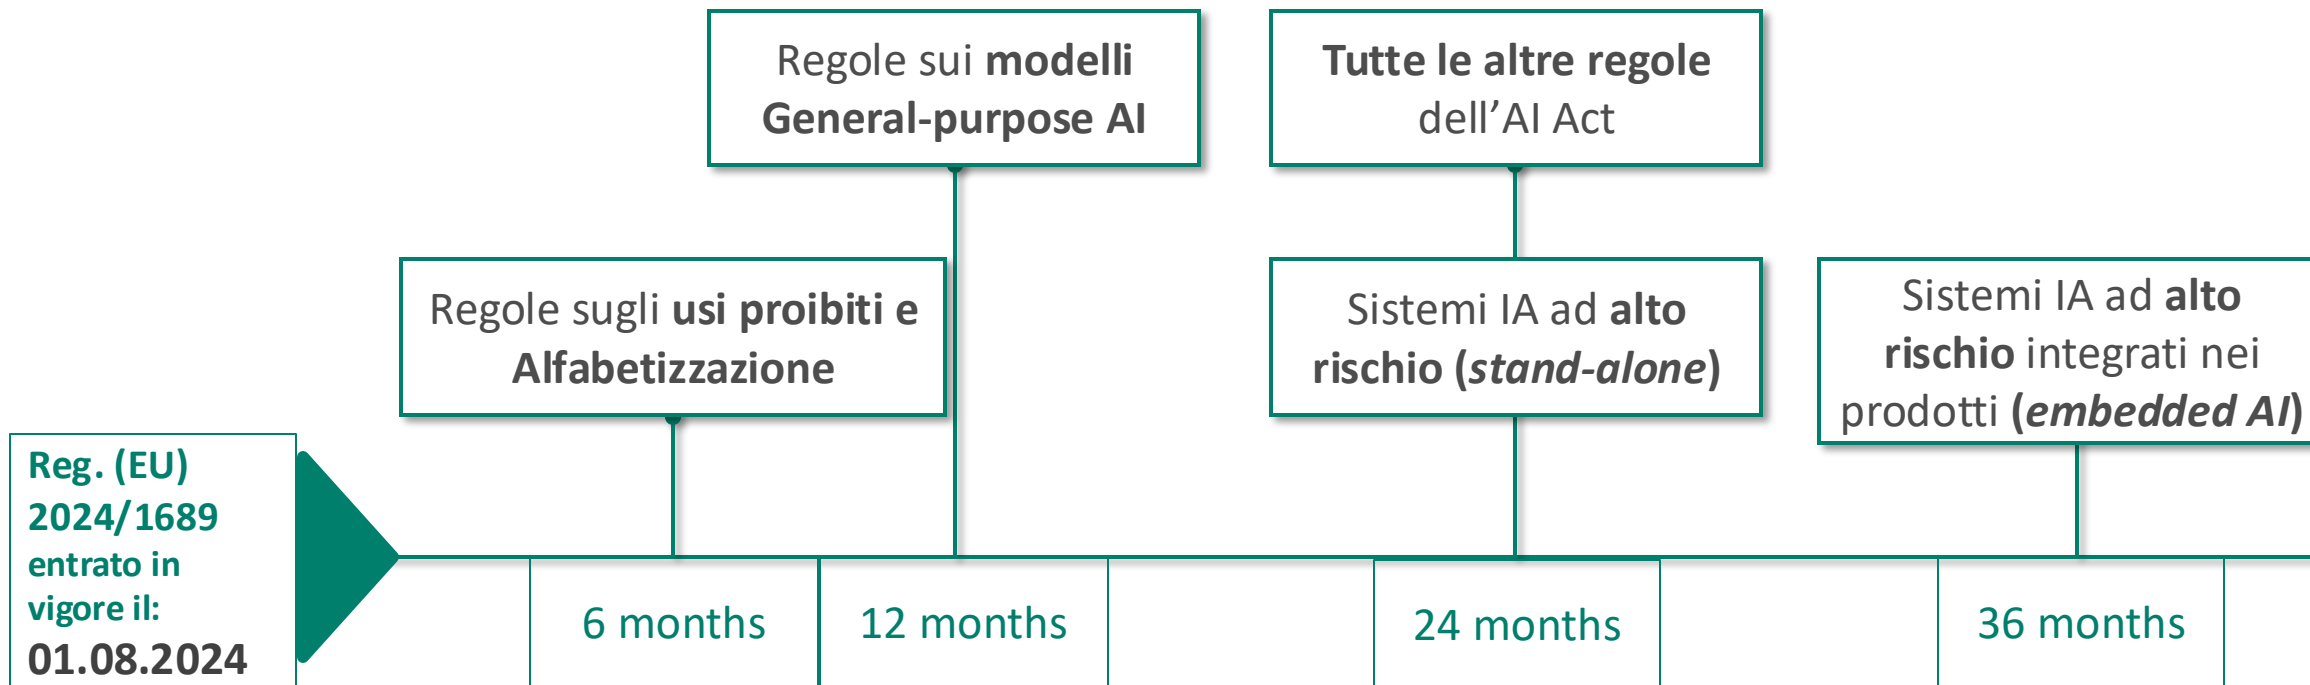 Regole sui modelli
General-purpose AI
Tutte le altre regole
dell’AI Act
Regole sugli usi proibiti e
Alfabetizzazione
Sistemi IA ad alto
rischio (stand-alone)
Sistemi IA ad alto
rischio integrati nei
prodotti (embedded AI)
Reg. (EU)
2024/1689
entrato in
vigore il:
01.08.2024
6 months
12 months
24 months
36 months